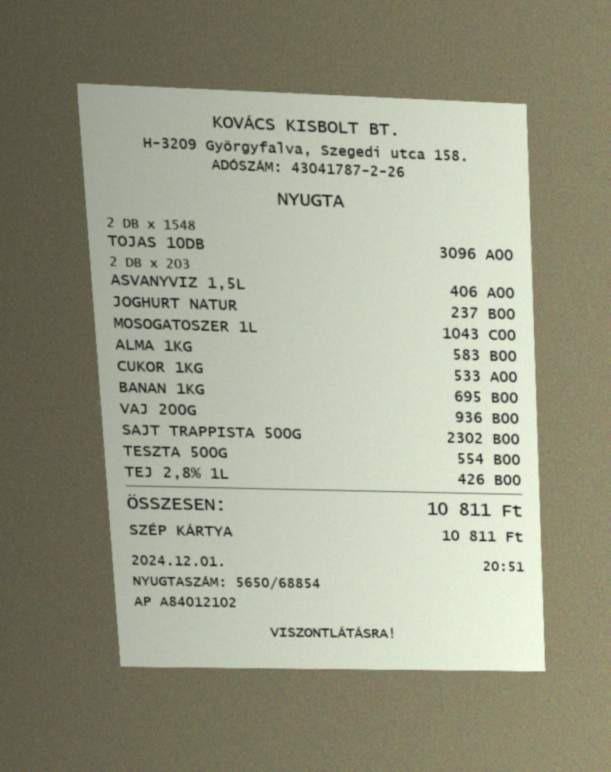 KOVÁCS KISBOLT BT.
H-3209 Györgyfalva, Szegedi utca 158.
ADÓSZÁM: 43041787-2-26
NYUGTA
2 DB x 1548
TOJAS 10DB 3096 A00
2 DB x 203
ASVANYVIZ 1,5L 406 A00
JOGHURT NATUR 237 B00
MOSOGATOSZER 1L 1043 C00
ALMA 1KG 583 B00
CUKOR 1KG 533 A00
BANAN 1KG 695 B00
VAJ 200G 936 B00
SAJT TRAPPISTA 500G 2302 B00
TESZTA 500G 554 B00
TEJ 2,8% 1L 426 B00
ÖSSZESEN: 10 811 Ft
SZÉP KÁRTYA 10 811 Ft
2024.12.01. 20:51
NYUGTASZÁM: 5650/68854
AP A84012102
VISZONTLÁTÁSRA!